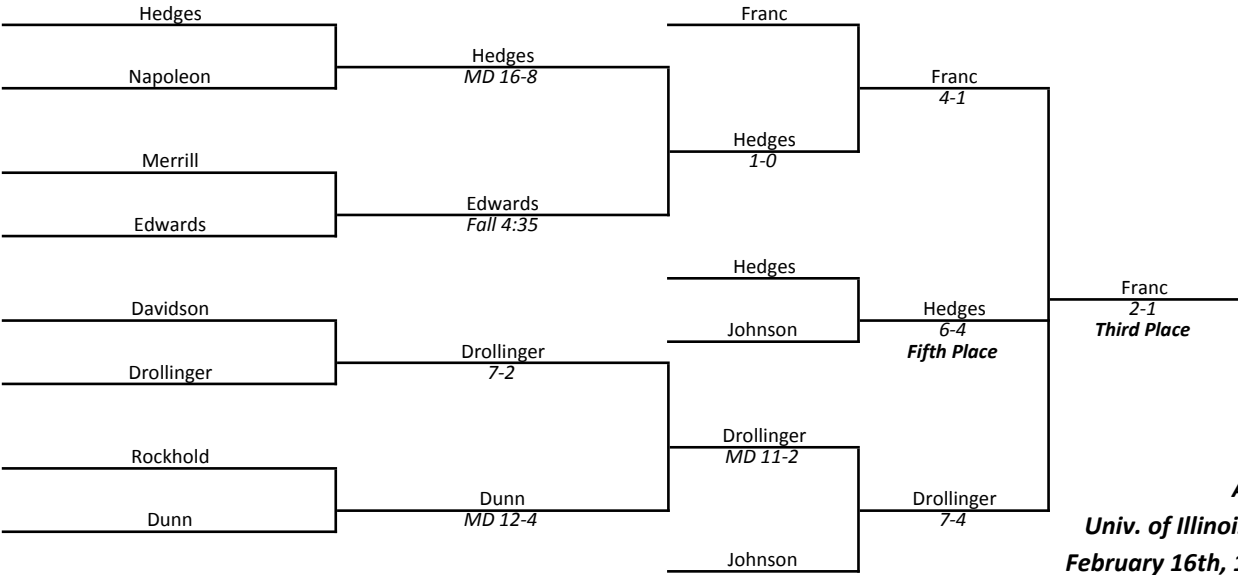 Hedges
Franc
Hedges
MD 16-8
Napoleon
Franc
4-1
Hedges
1-0
Merrill
Edwards
Fall 4:35
Edwards
Hedges
Franc
2-1
Third Place
Davidson
Hedges
6-4
Fifth Place
Johnson
Drollinger
7-2
Drollinger
Drollinger
MD 11-2
Rockhold
Dunn
MD 12-4
Drollinger
7-4
Dunn
Univ. of Illinoi
February 16th, 1
Johnson